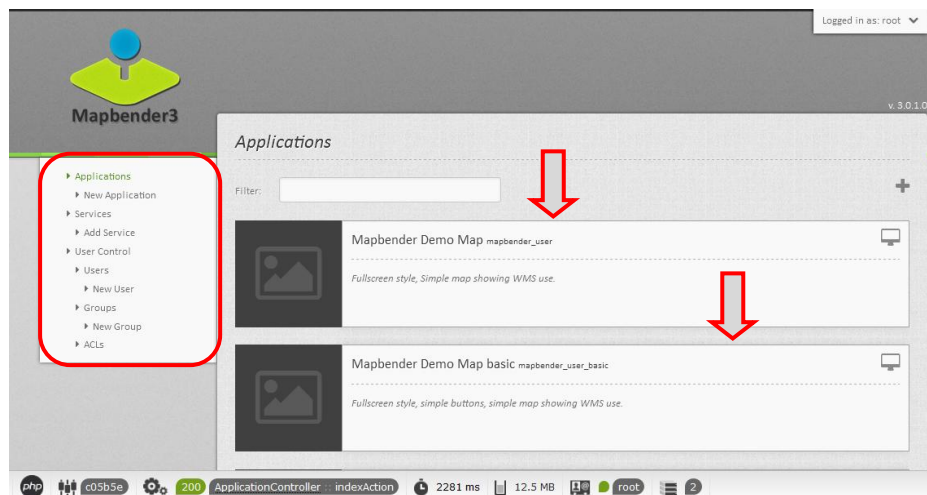 Logged in as: root
Mapbender3
v. 3.0.1.0
Applications
Applications
New Application
Services
Add Service
User Control
Users
New User
Groups
New Group
ACLs
Filter:
Mapbender Demo Map mapbender_user
Fullscreen style, Simple map showing WMS use.
Mapbender Demo Map basic mapbender_user_basic
Fullscreen style, simple buttons, simple map showing WMS use.
php c05b5e 200 ApplicationController :: indexAction 2281 ms 12.5 MB root 2